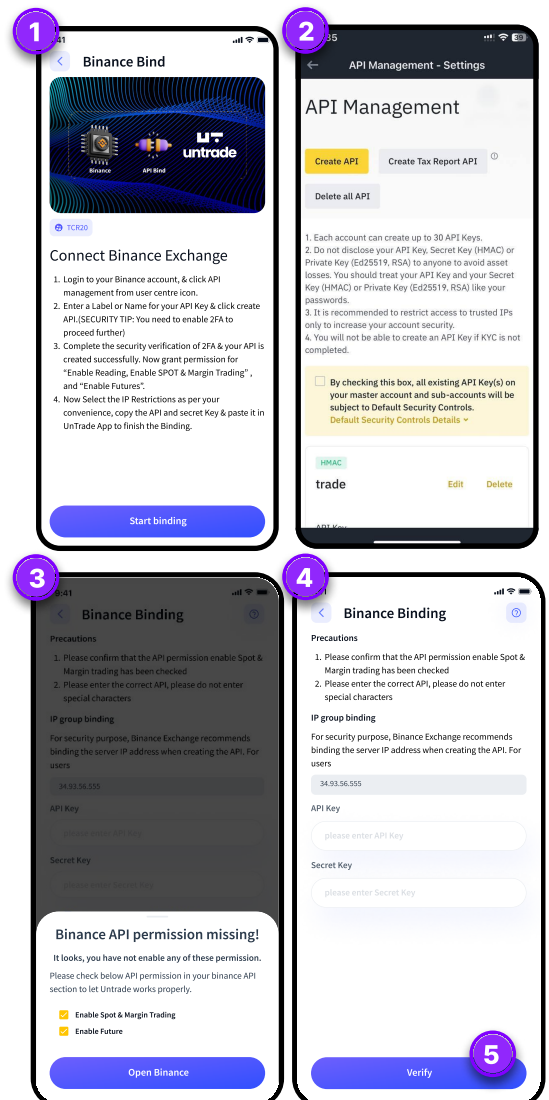 1
:41
Binance Bind
Binance
API Bind
untrade
TCR20
Connect Binance Exchange
1. Login to your Binance account, & click API
management from user centre icon.
2. Enter a Label or Name for your API Key & click create
API.(SECURITY TIP: You need to enable 2FA to
proceed further)
3. Complete the security verification of 2FA & your API is
created successfully. Now grant permission for
“Enable Reading, Enable SPOT & Margin Trading” ,
and “Enable Futures”.
4. Now Select the IP Restrictions as per your
convenience, copy the API and secret Key & paste it in
UnTrade App to finish the Binding.
Start binding
2
35
39
API Management - Settings
API Management
Create API
Create Tax Report API
Delete all API
1. Each account can create up to 30 API Keys.
2. Do not disclose your API Key, Secret Key (HMAC) or
Private Key (Ed25519, RSA) to anyone to avoid asset
losses. You should treat your API Key and your Secret
Key (HMAC) or Private Key (Ed25519, RSA) like your
passwords.
3. It is recommended to restrict access to trusted IPs
only to increase your account security.
4. You will not be able to create an API Key if KYC is not
completed.
By checking this box, all existing API Key(s) on
your master account and sub-accounts will be
subject to Default Security Controls.
Default Security Controls Details
HMAC
trade
Edit
Delete
API Key
3
9:41
Binance Binding
Precautions
1. Please confirm that the API permission enable Spot &
Margin trading has been checked
2. Please enter the correct API, please do not enter
special characters
IP group binding
For security purpose, Binance Exchange recommends
binding the server IP address when creating the API. For
users
34.93.56.555
API Key
please enter API Key
Secret Key
please enter Secret Key
Binance API permission missing!
It looks, you have not enable any of these permission.
Please check below API permission in your binance API
section to let Untrade works properly.
Enable Spot & Margin Trading
Enable Future
Open Binance
4
Binance Binding
Precautions
1. Please confirm that the API permission enable Spot &
Margin trading has been checked
2. Please enter the correct API, please do not enter
special characters
IP group binding
For security purpose, Binance Exchange recommends
binding the server IP address when creating the API. For
users
34.93.56.555
API Key
please enter API Key
Secret Key
please enter Secret Key
5
Verify